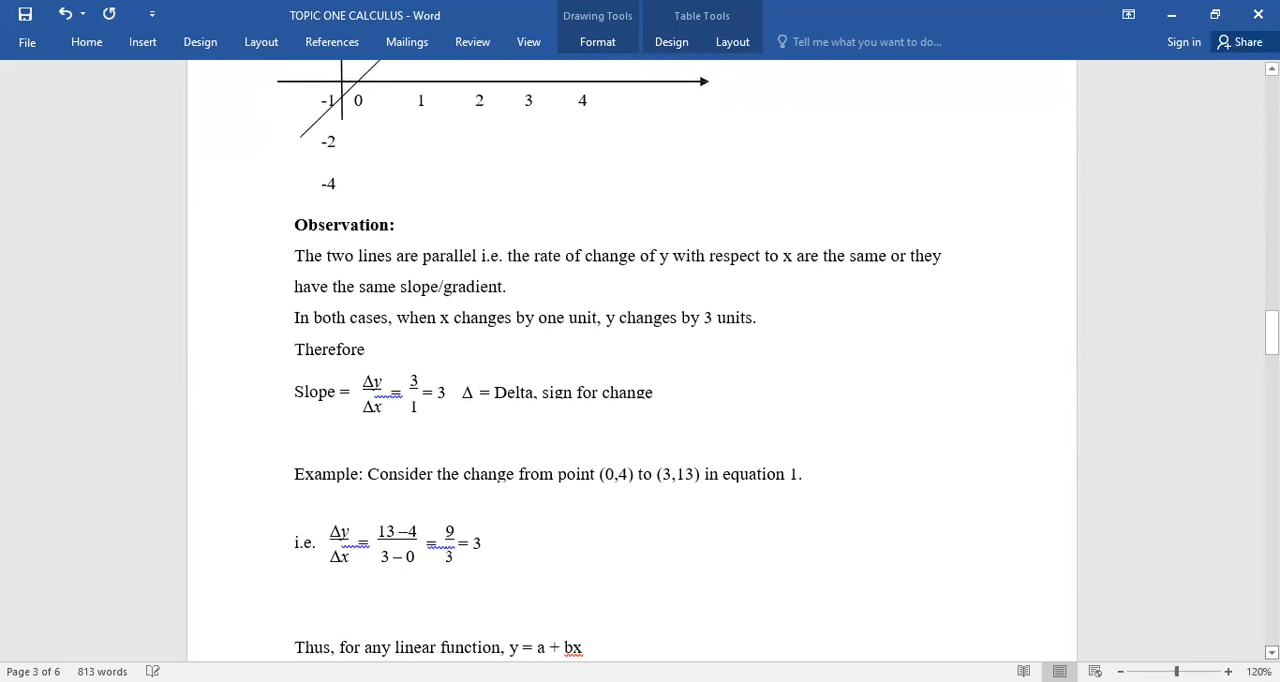 TOPIC ONE CALCULUS - Word
Drawing Tools
Table Tools
File
Home
Insert
Design
Layout
References
Mailings
Review
View
Format
Design
Layout
Tell me what you want to do...
Sign in
Share
-1 0 1 2 3 4
-2
-4
Observation:
The two lines are parallel i.e. the rate of change of y with respect to x are the same or they
have the same slope/gradient.
In both cases, when x changes by one unit, y changes by 3 units.
Therefore
Slope = Δy/Δx = 3/1 = 3 Δ = Delta, sign for change
Example: Consider the change from point (0,4) to (3,13) in equation 1.
i.e. Δy/Δx = 13 – 4/3 – 0 = 9/3 = 3
Thus, for any linear function, y = a + bx
Page 3 of 6
813 words
120%